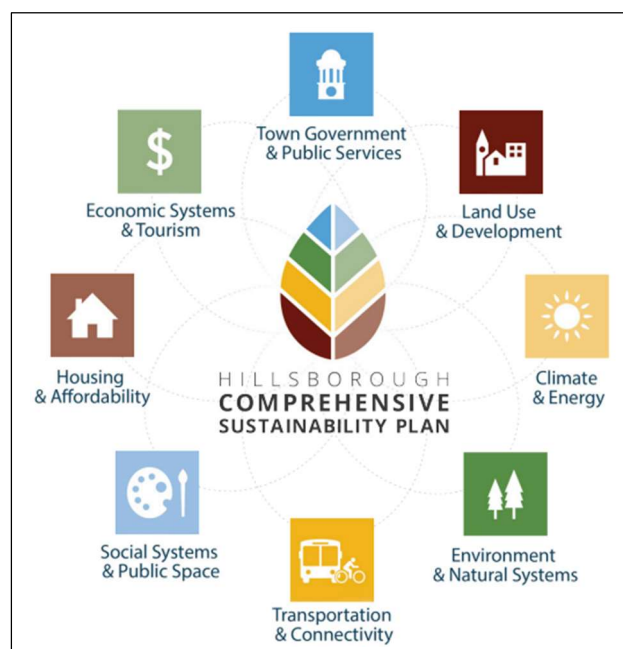 Town Government
& Public Services
$
Economic Systems
& Tourism
Land Use
& Development
Housing
& Affordability
HILLSBOROUGH
COMPREHENSIVE
SUSTAINABILITY PLAN
Climate
& Energy
Social Systems
& Public Space
Environment
& Natural Systems
Transportation
& Connectivity